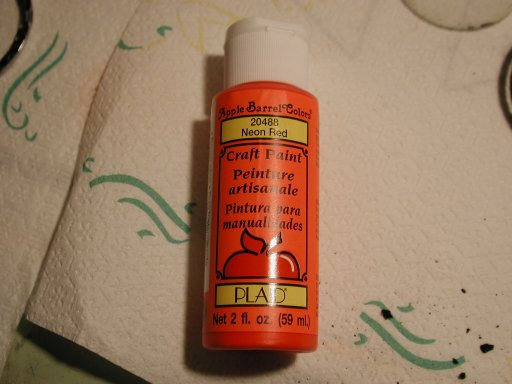 Apple Barrel Colors®
20488
Neon Red
Craft Paint
Peinture
artisanale
Pintura para
manualidades
PLAID®
Net 2 fl. oz. (59 ml.)